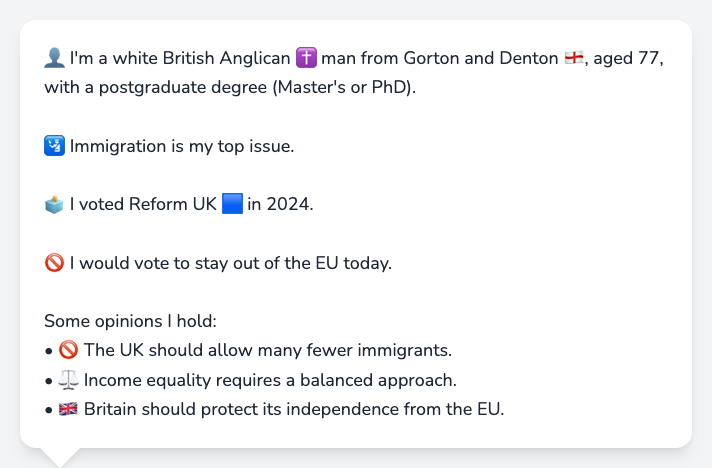 👤 I'm a white British Anglican ✝️ man from Gorton and Denton 🏴󠁧󠁢󠁥󠁮󠁧󠁿, aged 77,
with a postgraduate degree (Master's or PhD).
🛂 Immigration is my top issue.
🗳️ I voted Reform UK 🟦 in 2024.
🚫 I would vote to stay out of the EU today.
Some opinions I hold:
• 🚫 The UK should allow many fewer immigrants.
• ⚖️ Income equality requires a balanced approach.
• 🇬🇧 Britain should protect its independence from the EU.